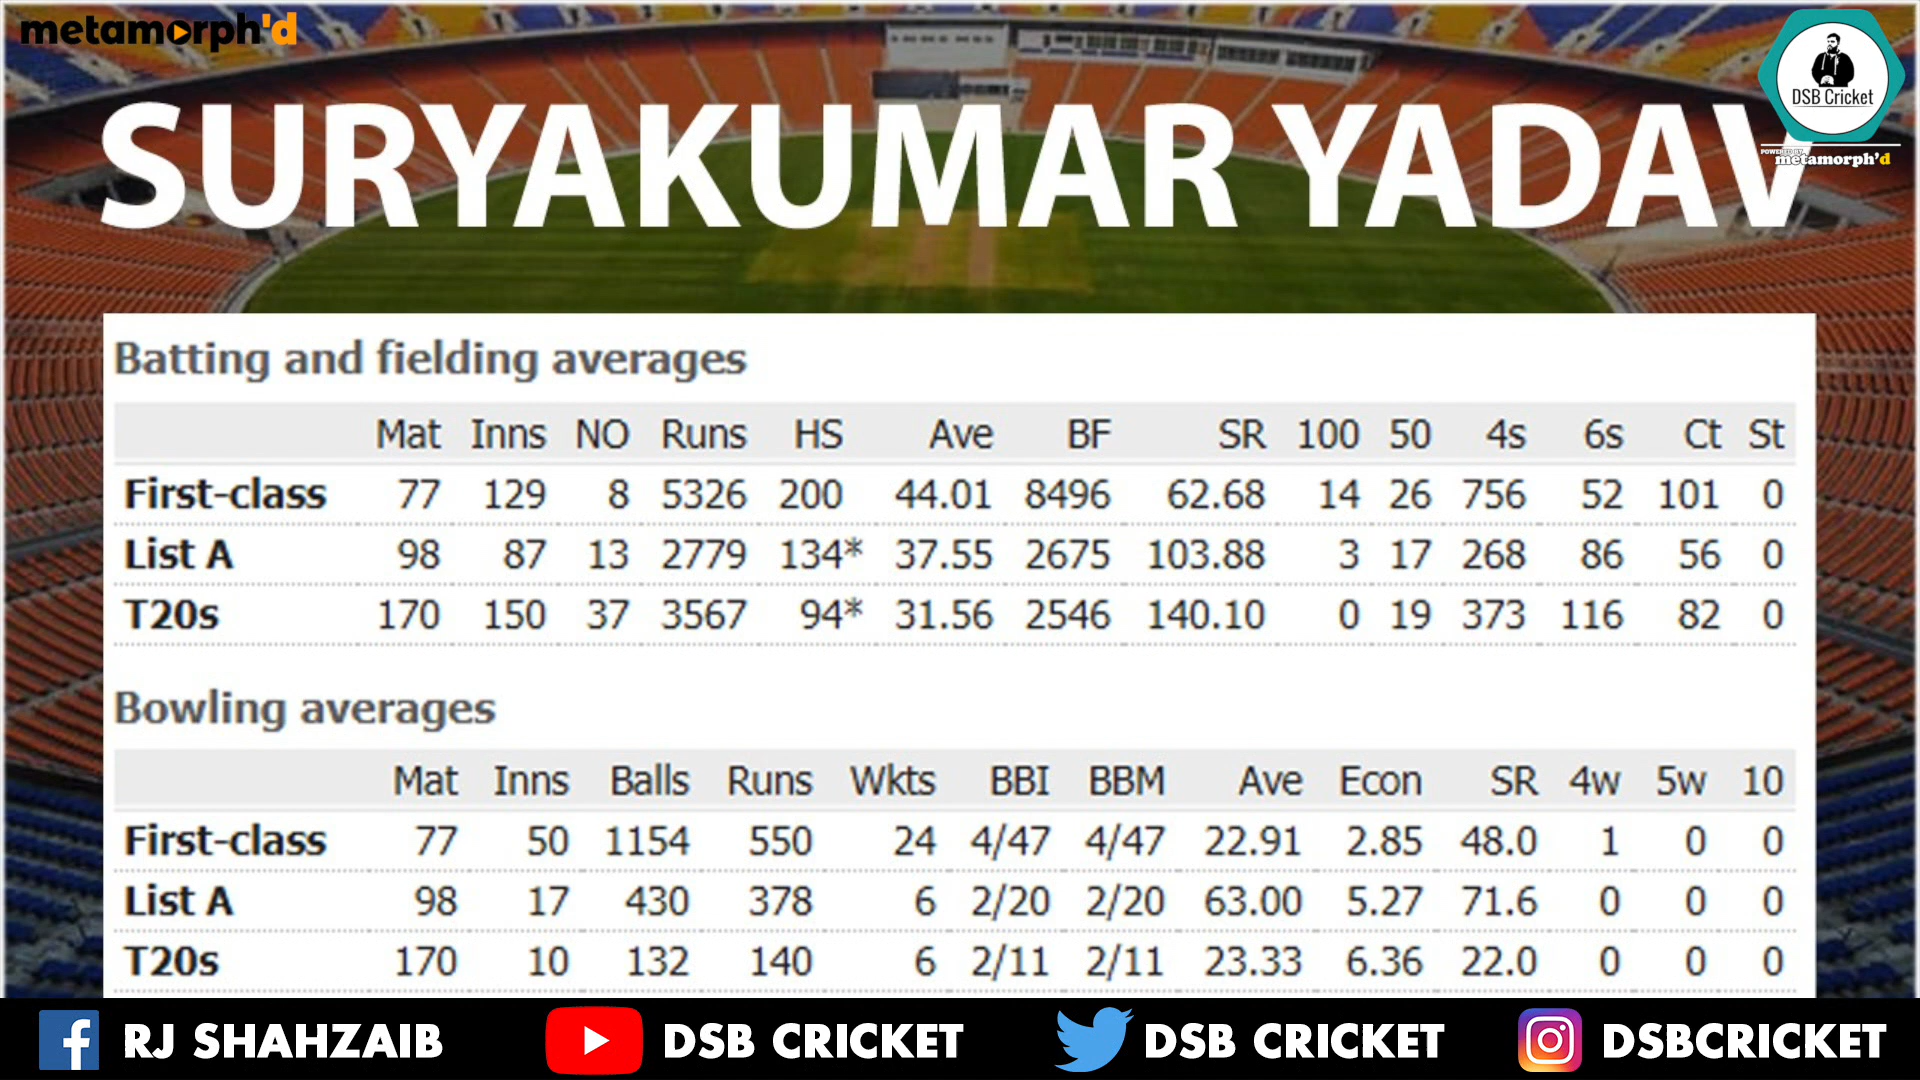 metamorph'd
DSB Cricket
POWERED BY
metamorph'd
SURYAKUMAR YADAV
Batting and fielding averages
Mat Inns NO Runs HS Ave BF SR 100 50 4s 6s Ct St
First-class 77 129 8 5326 200 44.01 8496 62.68 14 26 756 52 101 0
List A 98 87 13 2779 134* 37.55 2675 103.88 3 17 268 86 56 0
T20s 170 150 37 3567 94* 31.56 2546 140.10 0 19 373 116 82 0
Bowling averages
Mat Inns Balls Runs Wkts BBI BBM Ave Econ SR 4w 5w 10
First-class 77 50 1154 550 24 4/47 4/47 22.91 2.85 48.0 1 0 0
List A 98 17 430 378 6 2/20 2/20 63.00 5.27 71.6 0 0 0
T20s 170 10 132 140 6 2/11 2/11 23.33 6.36 22.0 0 0 0
RJ SHAHZAIB DSB CRICKET DSB CRICKET DSBCRICKET